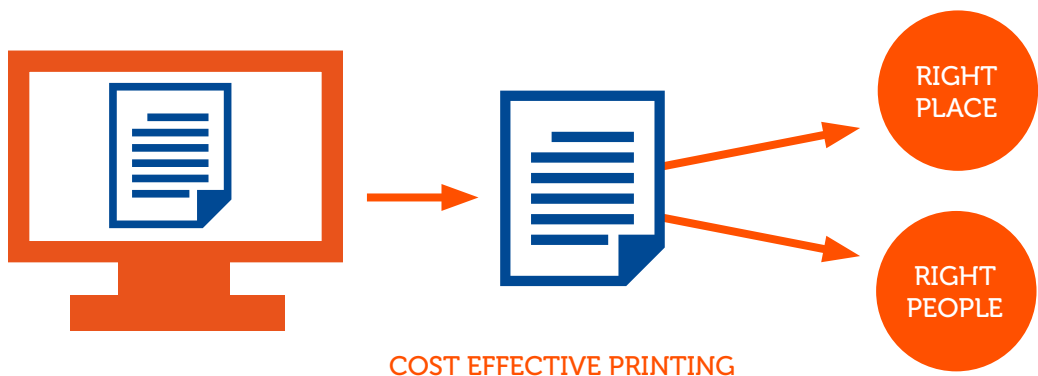 RIGHT
PLACE
RIGHT
PEOPLE
COST EFFECTIVE PRINTING